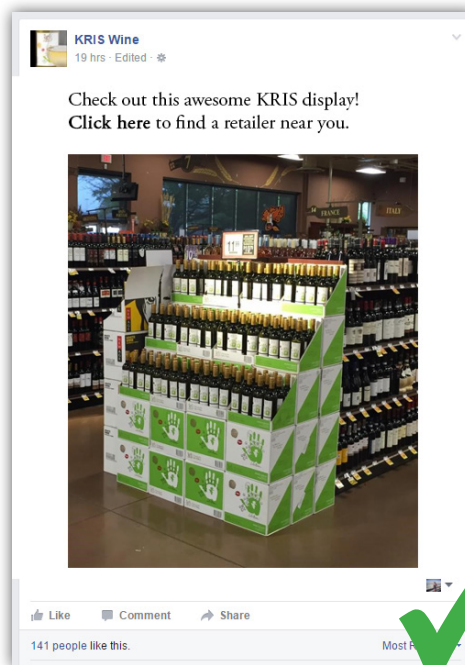 KRIS Wine
19 hrs · Edited ·
Check out this awesome KRIS display!
Click here to find a retailer near you.
FRANCE
ITALY
Like Comment Share
141 people like this.
Most